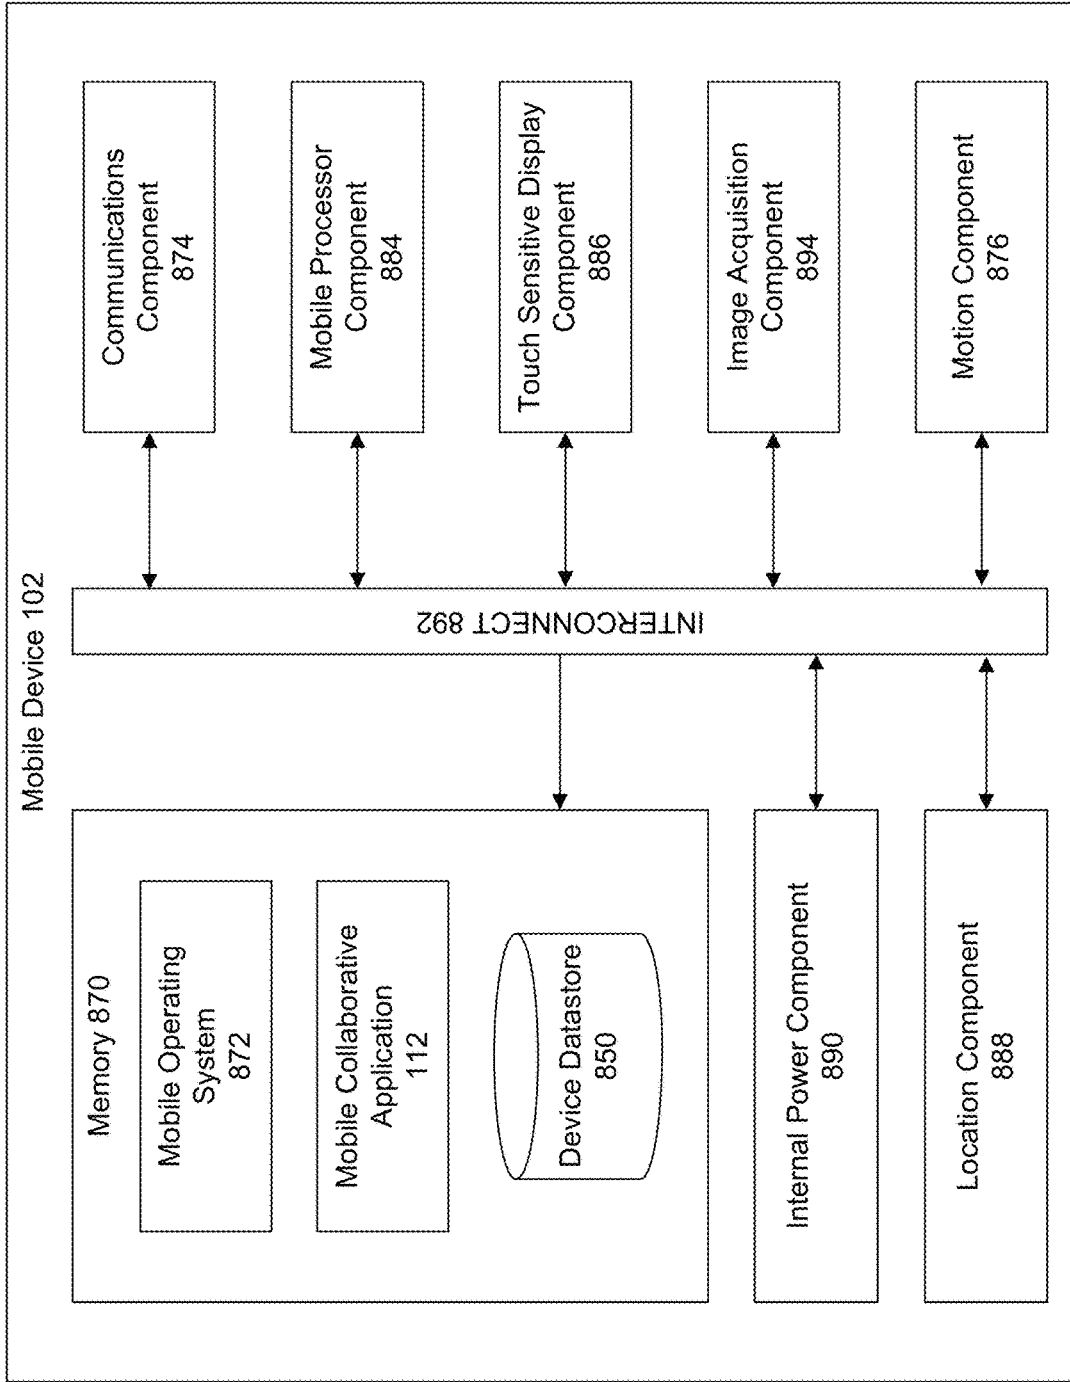 Mobile Device 102
Memory 870
Mobile Operating
System
872
Mobile Collaborative
Application
112
Device Datastore
850
Internal Power Component
890
Location Component
888
INTERCONNECT 892
Communications
Component
874
Mobile Processor
Component
884
Touch Sensitive Display
Component
886
Image Acquisition
Component
894
Motion Component
876